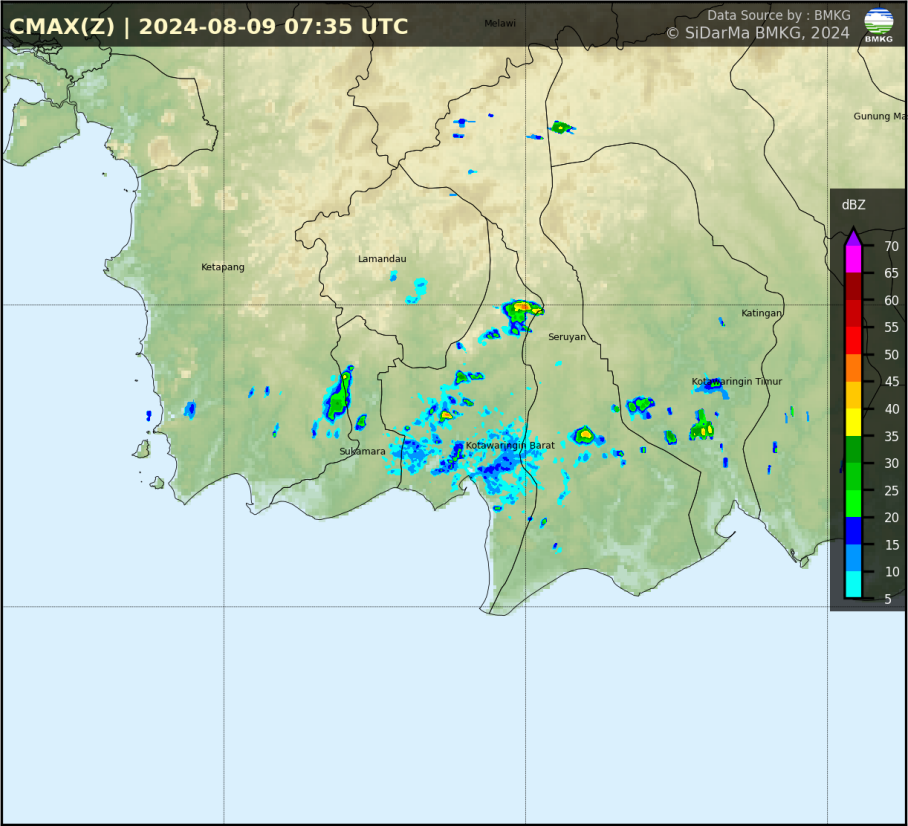 Melawi
CMAX(Z) | 2024-08-09 07:35 UTC
Data Source by : BMKG
© SiDarMa BMKG, 2024
BMKG
Gunung Ma
dBZ
70
65
60
55
50
45
40
35
30
25
20
15
10
5
Ketapang
Lamandau
Katingan
Seruyan
Kotawaringin Timur
Kotawaringin Barat
Sukamara